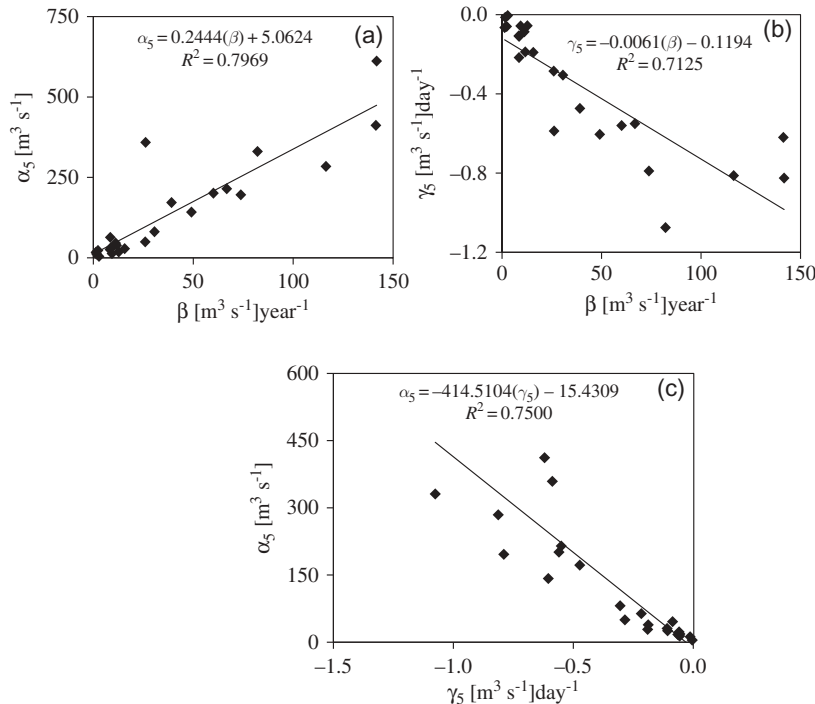 (a)
α₅ = 0.2444(β) + 5.0624
R² = 0.7969
750
500
250
0
α₅ [m³ s⁻¹]
0 50 100 150
β [m³ s⁻¹]year⁻¹
(b)
γ₅ = −0.0061(β) − 0.1194
R² = 0.7125
0.0
−0.4
−0.8
−1.2
γ₅ [m³ s⁻¹]day⁻¹
0 50 100 150
β [m³ s⁻¹]year⁻¹
(c)
α₅ = −414.5104(γ₅) − 15.4309
R² = 0.7500
600
450
300
150
0
α₅ [m³ s⁻¹]
−1.5 −1.0 −0.5 0.0
γ₅ [m³ s⁻¹]day⁻¹